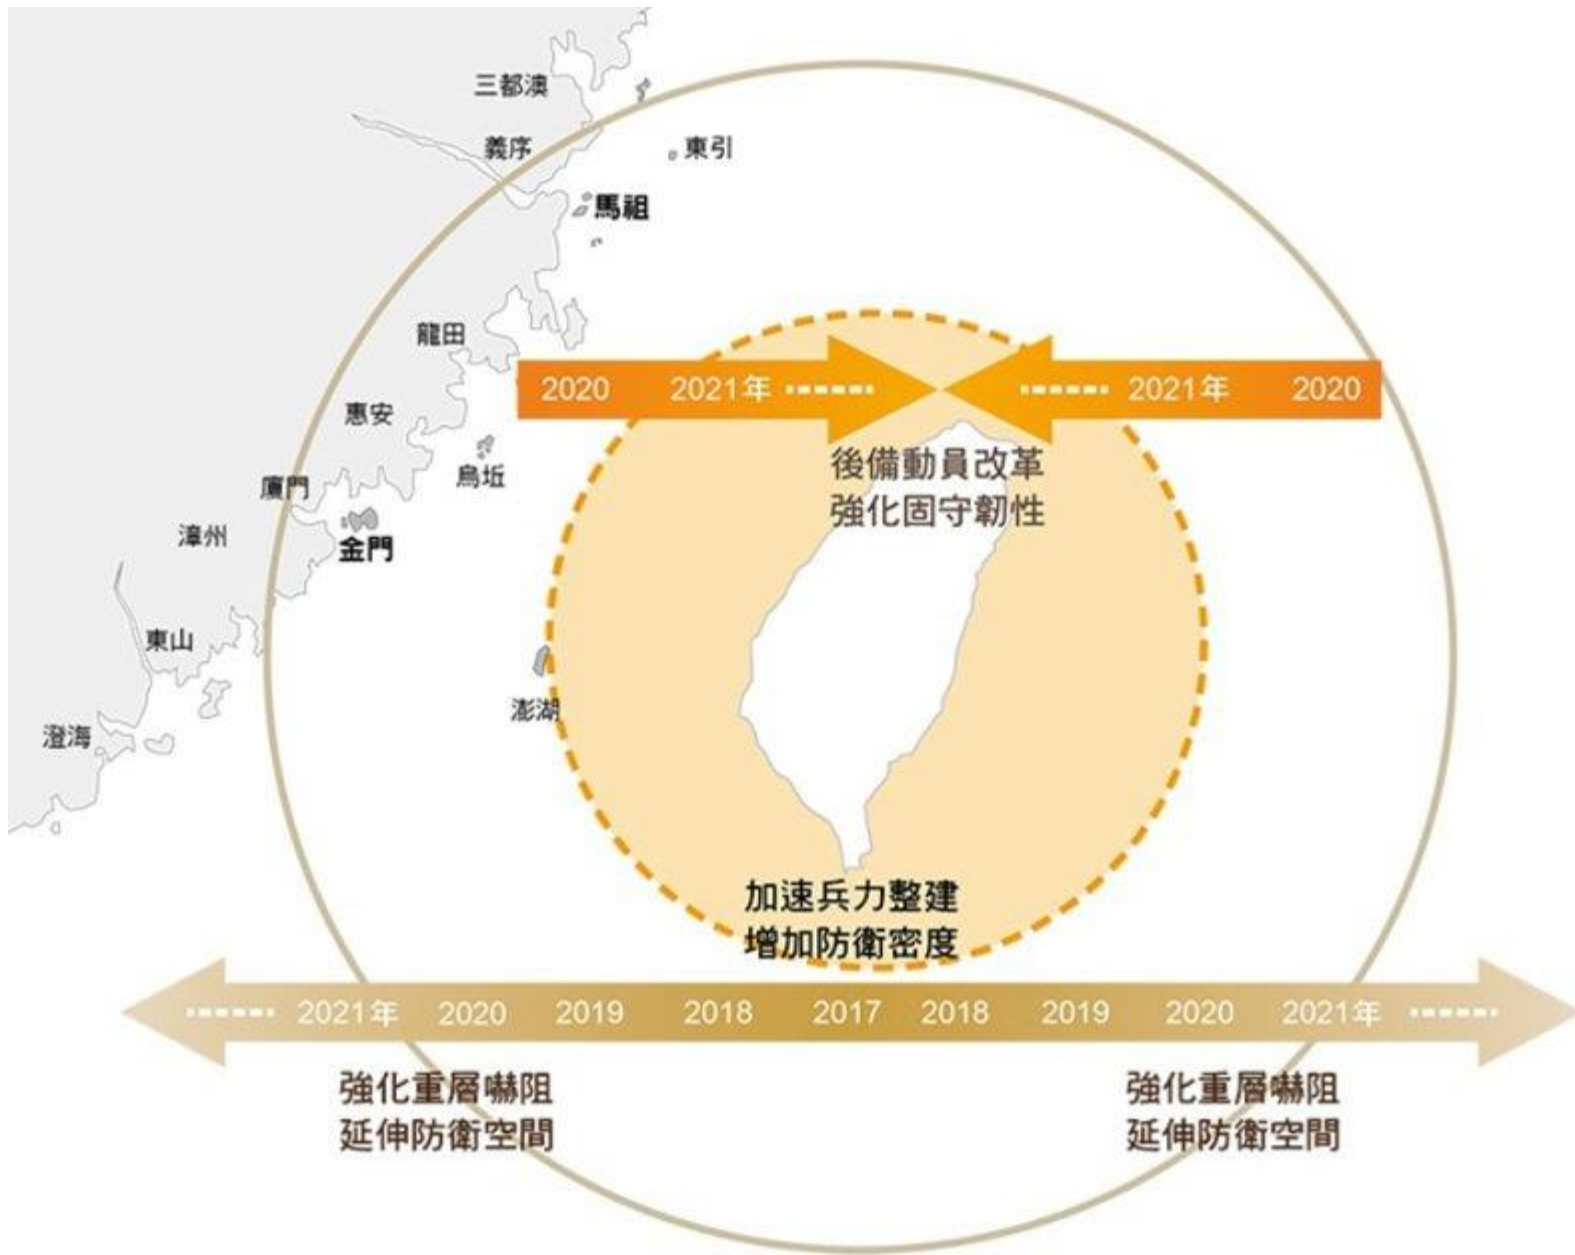 三都澳
義序
東引
馬祖
龍田
2020 2021年 2021年 2020
惠安
烏坵
後備動員改革
強化固守韌性
廈門
漳州
金門
東山
澎湖
澄海
加速兵力整建
增加防衛密度
2021年 2020 2019 2018 2017 2018 2019 2020 2021年
強化重層嚇阻
延伸防衛空間
強化重層嚇阻
延伸防衛空間